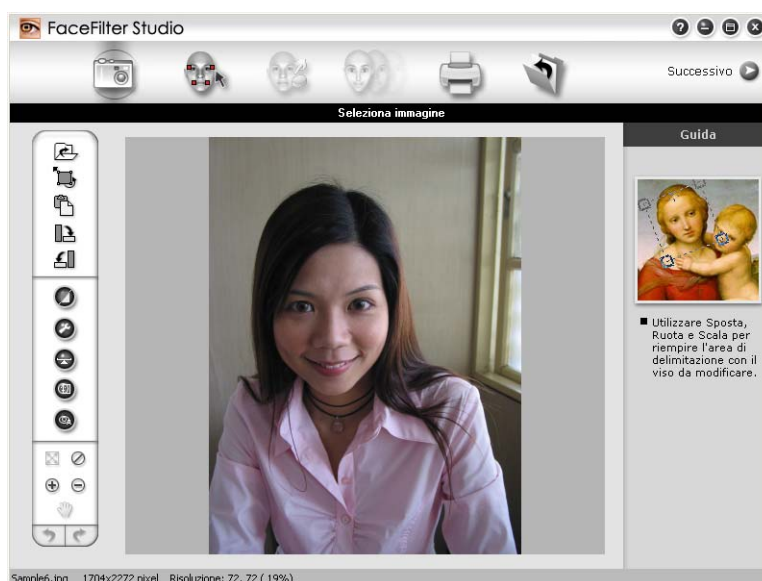 FaceFilter Studio
Successivo
Seleziona immagine
Guida
Utilizzare Sposta,
Ruota e Scala per
riempire l'area di
delimitazione con il
viso da modificare.
Sample6.jpg 1704x2272 pixel Risoluzione: 72, 72 ( 19%)